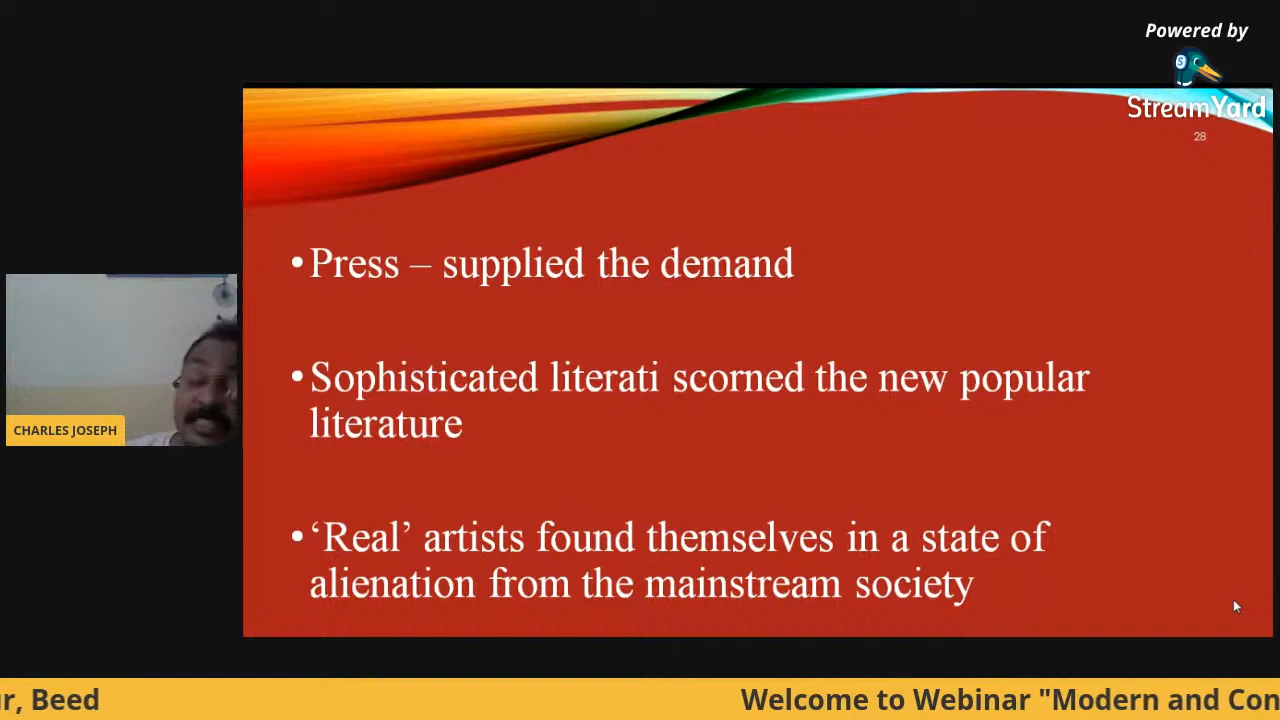 Powered by
StreamYard
28
• Press – supplied the demand
• Sophisticated literati scorned the new popular
literature
• ‘Real’ artists found themselves in a state of
alienation from the mainstream society
CHARLES JOSEPH
Beed
Welcome to Webinar "Modern and